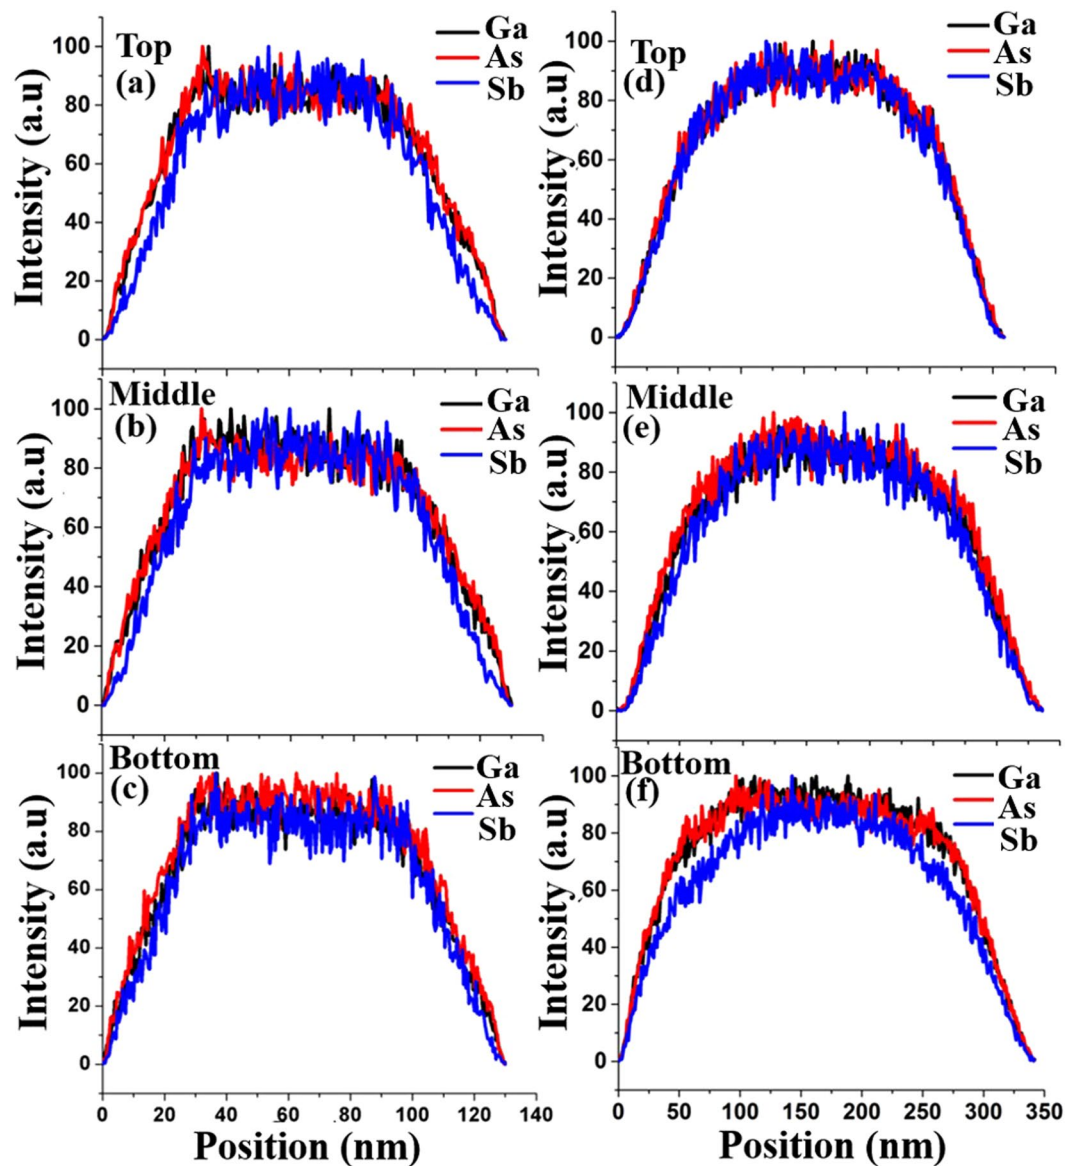 Top
(a)
Ga
As
Sb
Intensity (a.u)
100
80
60
40
20
0
Top
(d)
Ga
As
Sb
Intensity (a.u)
100
80
60
40
20
0
Middle
(b)
Ga
As
Sb
Intensity (a.u)
100
80
60
40
20
0
Middle
(e)
Ga
As
Sb
Intensity (a.u)
100
80
60
40
20
0
Bottom
(c)
Ga
As
Sb
Intensity (a.u)
100
80
60
40
20
0
0 20 40 60 80 100 120 140
Position (nm)
Bottom
(f)
Ga
As
Sb
Intensity (a.u)
100
80
60
40
20
0
0 50 100 150 200 250 300 350
Position (nm)